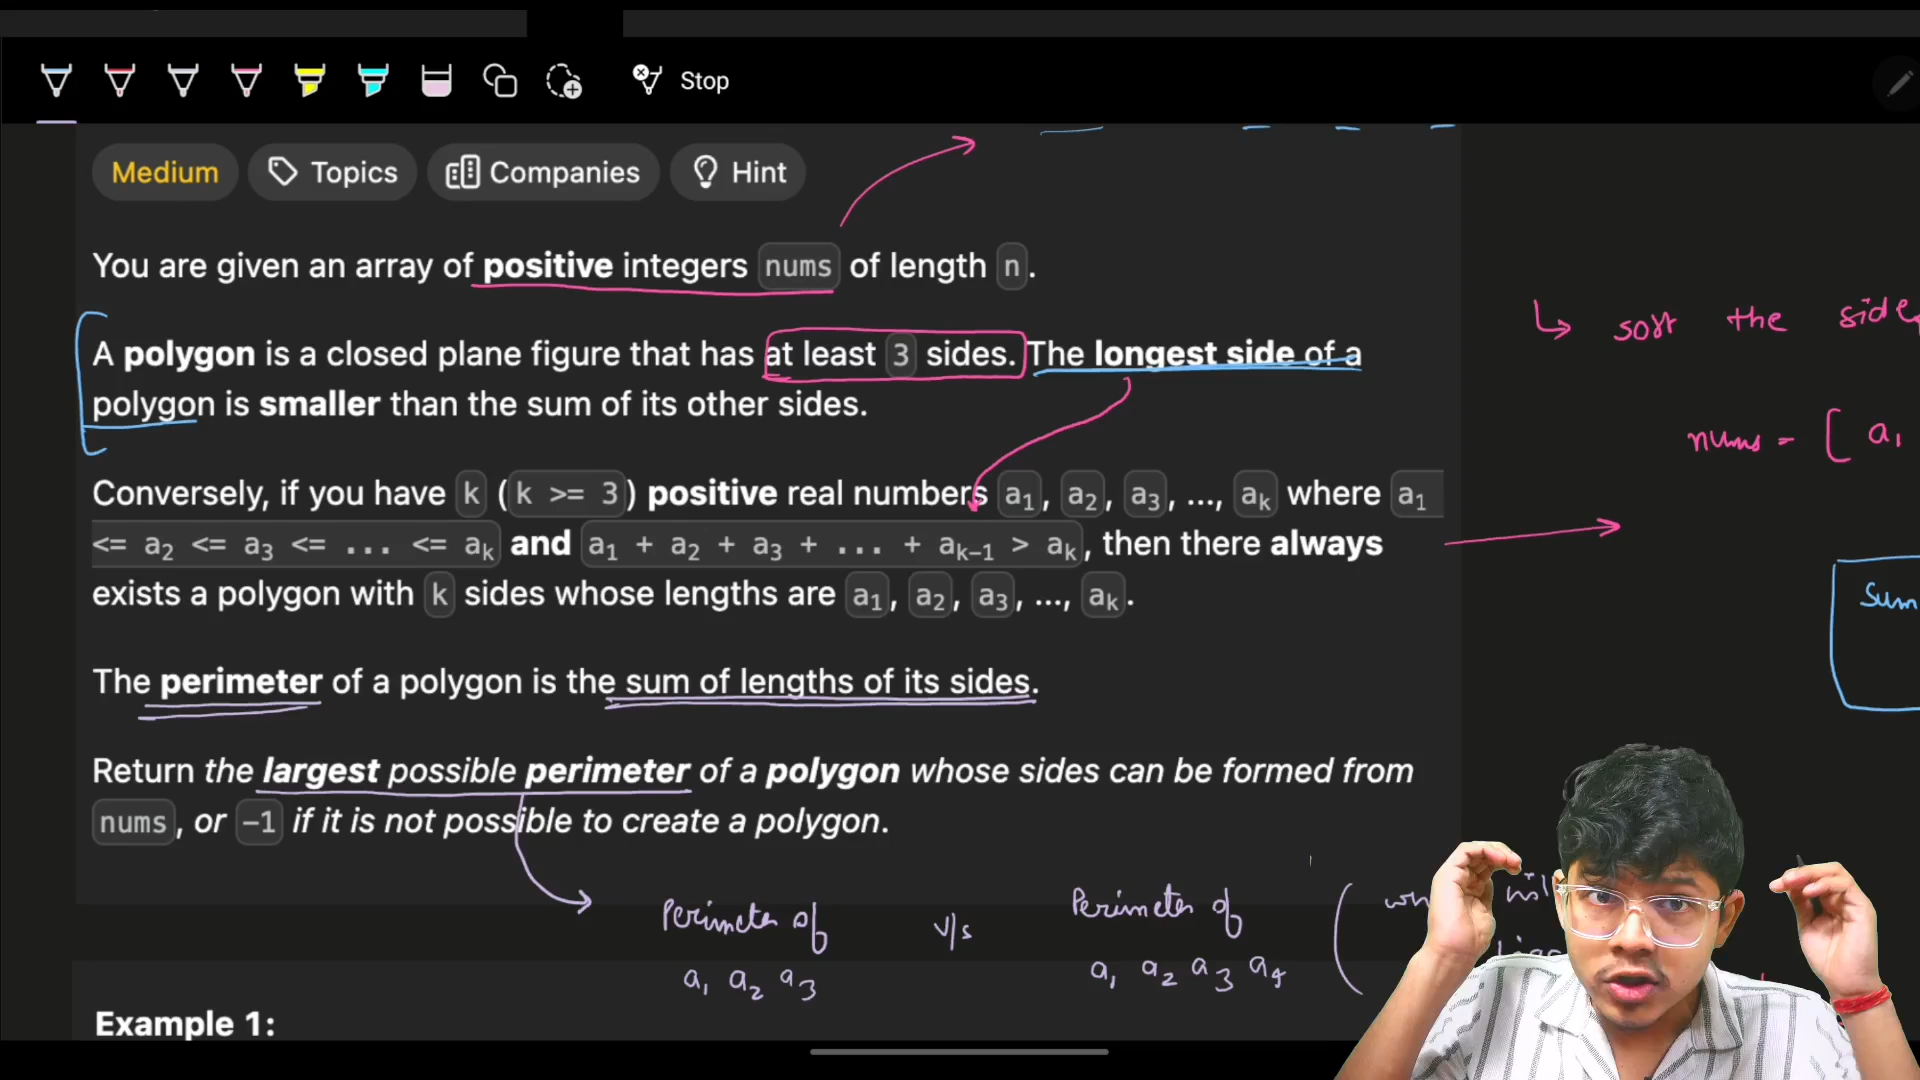 Stop
Medium Topics Companies Hint
You are given an array of positive integers nums of length n.
A polygon is a closed plane figure that has at least 3 sides. The longest side of a
polygon is smaller than the sum of its other sides.
Conversely, if you have k (k >= 3) positive real numbers a1, a2, a3, ..., ak where a1
<= a2 <= a3 <= ... <= ak and a1 + a2 + a3 + ... + ak-1 > ak, then there always
exists a polygon with k sides whose lengths are a1, a2, a3, ..., ak.
The perimeter of a polygon is the sum of lengths of its sides.
Return the largest possible perimeter of a polygon whose sides can be formed from
nums, or -1 if it is not possible to create a polygon.
Perimeter of v/s Perimeter of
a1 a2 a3 a1 a2 a3 a4
Example 1:
sort the side
nums = [ a1
Sum